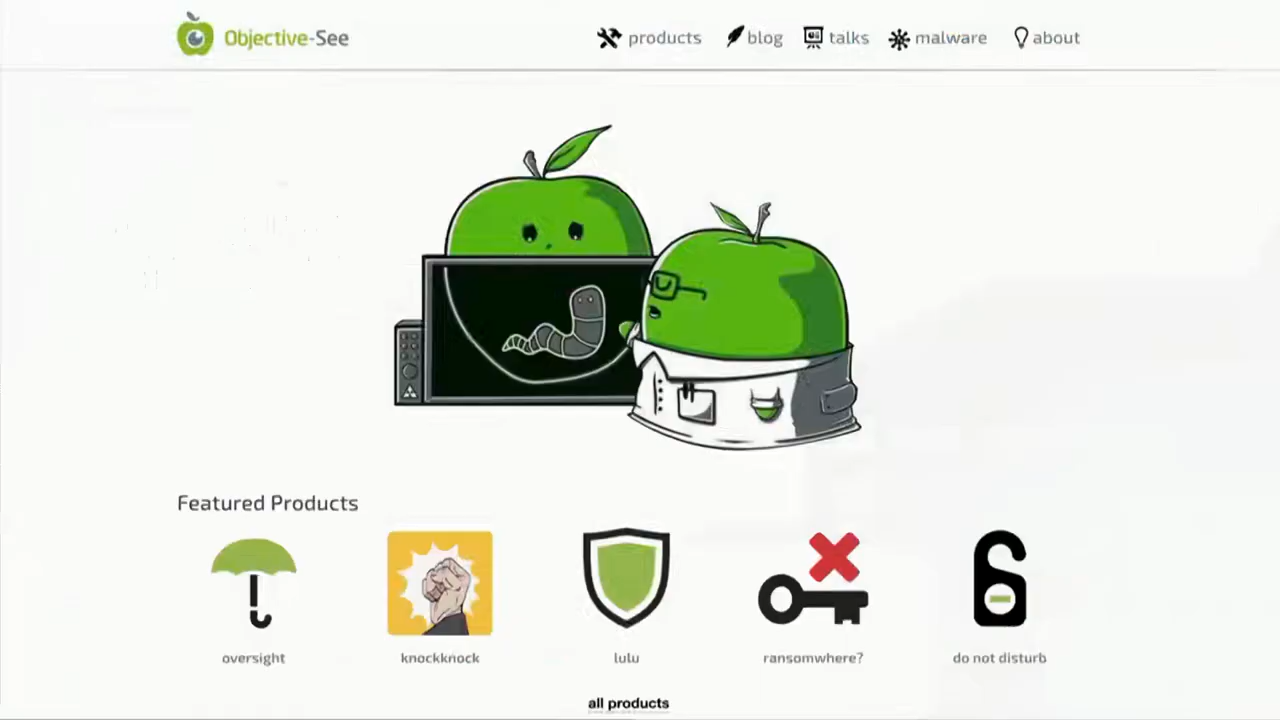 Objective-See
products
blog
talks
malware
about
Featured Products
oversight
knockknock
lulu
ransomwhere?
do not disturb
all products